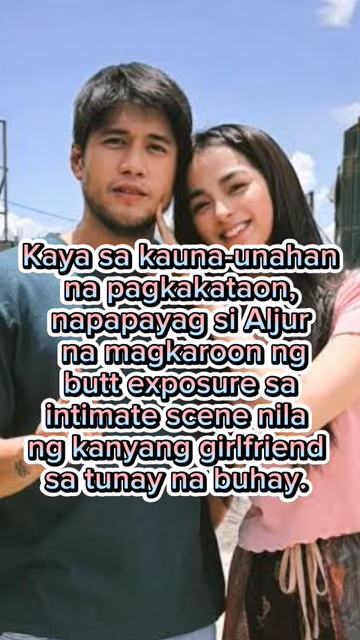 Kaya sa kauna-unahan
na pagkakataon,
napapayag si Aljur
na magkaroon ng
butt exposure sa
intimate scene nila
ng kanyang girlfriend
sa tunay na buhay.